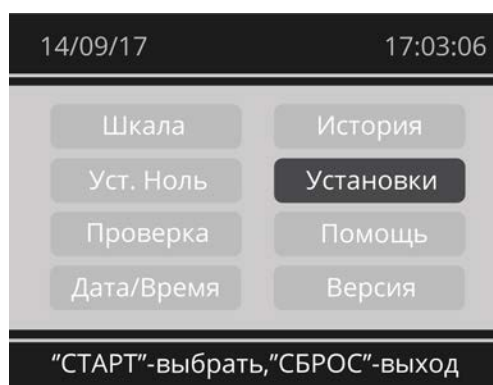 14/09/17 17:03:06
Шкала История
Уст. Ноль Установки
Проверка Помощь
Дата/Время Версия
"СТАРТ"-выбрать,"СБРОС"-выход